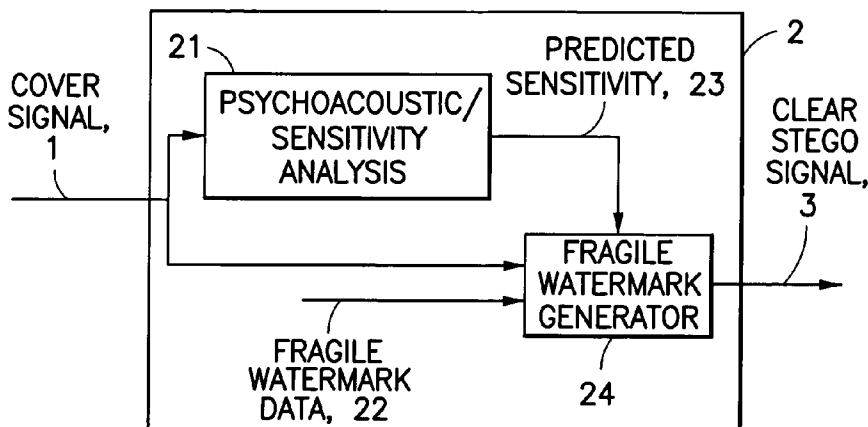 21
PREDICTED
SENSITIVITY, 23
2
COVER
SIGNAL,
1
PSYCHOACOUSTIC/
SENSITIVITY
ANALYSIS
CLEAR
STEGO
SIGNAL,
3
FRAGILE
WATERMARK
GENERATOR
24
FRAGILE
WATERMARK
DATA, 22